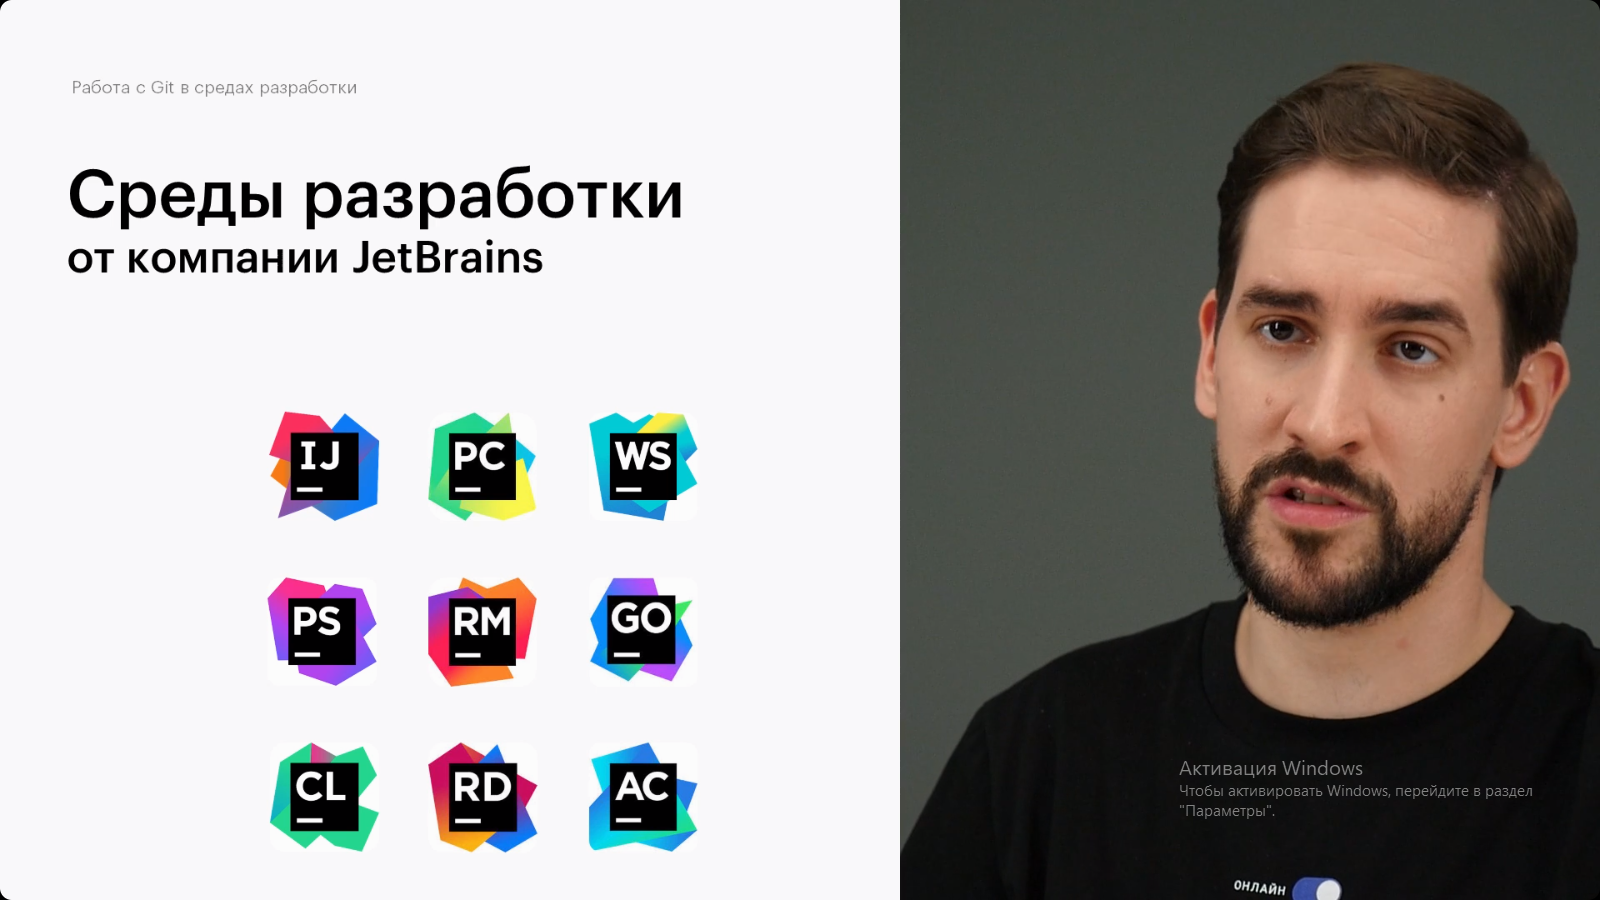 Работа с Git в средах разработки
Среды разработки
от компании JetBrains
IJ
PC
WS
PS
RM
GO
CL
RD
AC
Активация Windows
Чтобы активировать Windows, перейдите в раздел
"Параметры".
ОНЛАЙН